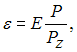 ε = E P/P_Z,